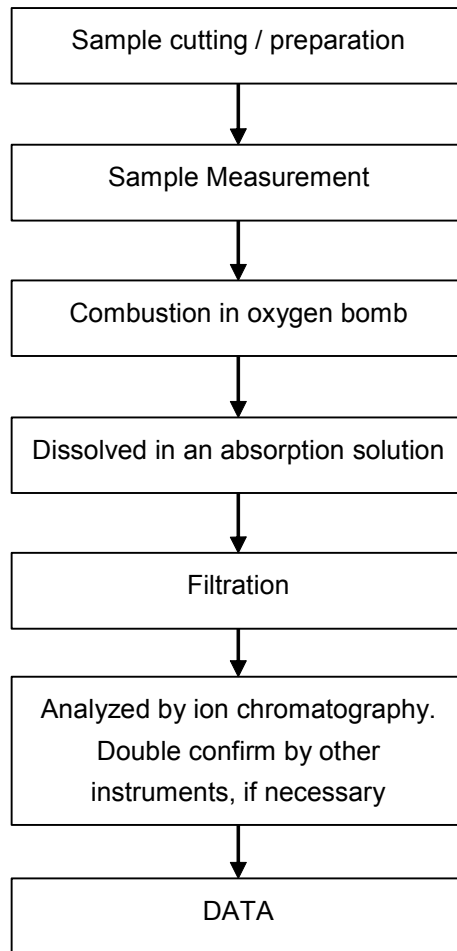 Sample cutting / preparation
Sample Measurement
Combustion in oxygen bomb
Dissolved in an absorption solution
Filtration
Analyzed by ion chromatography.
Double confirm by other
instruments, if necessary
DATA